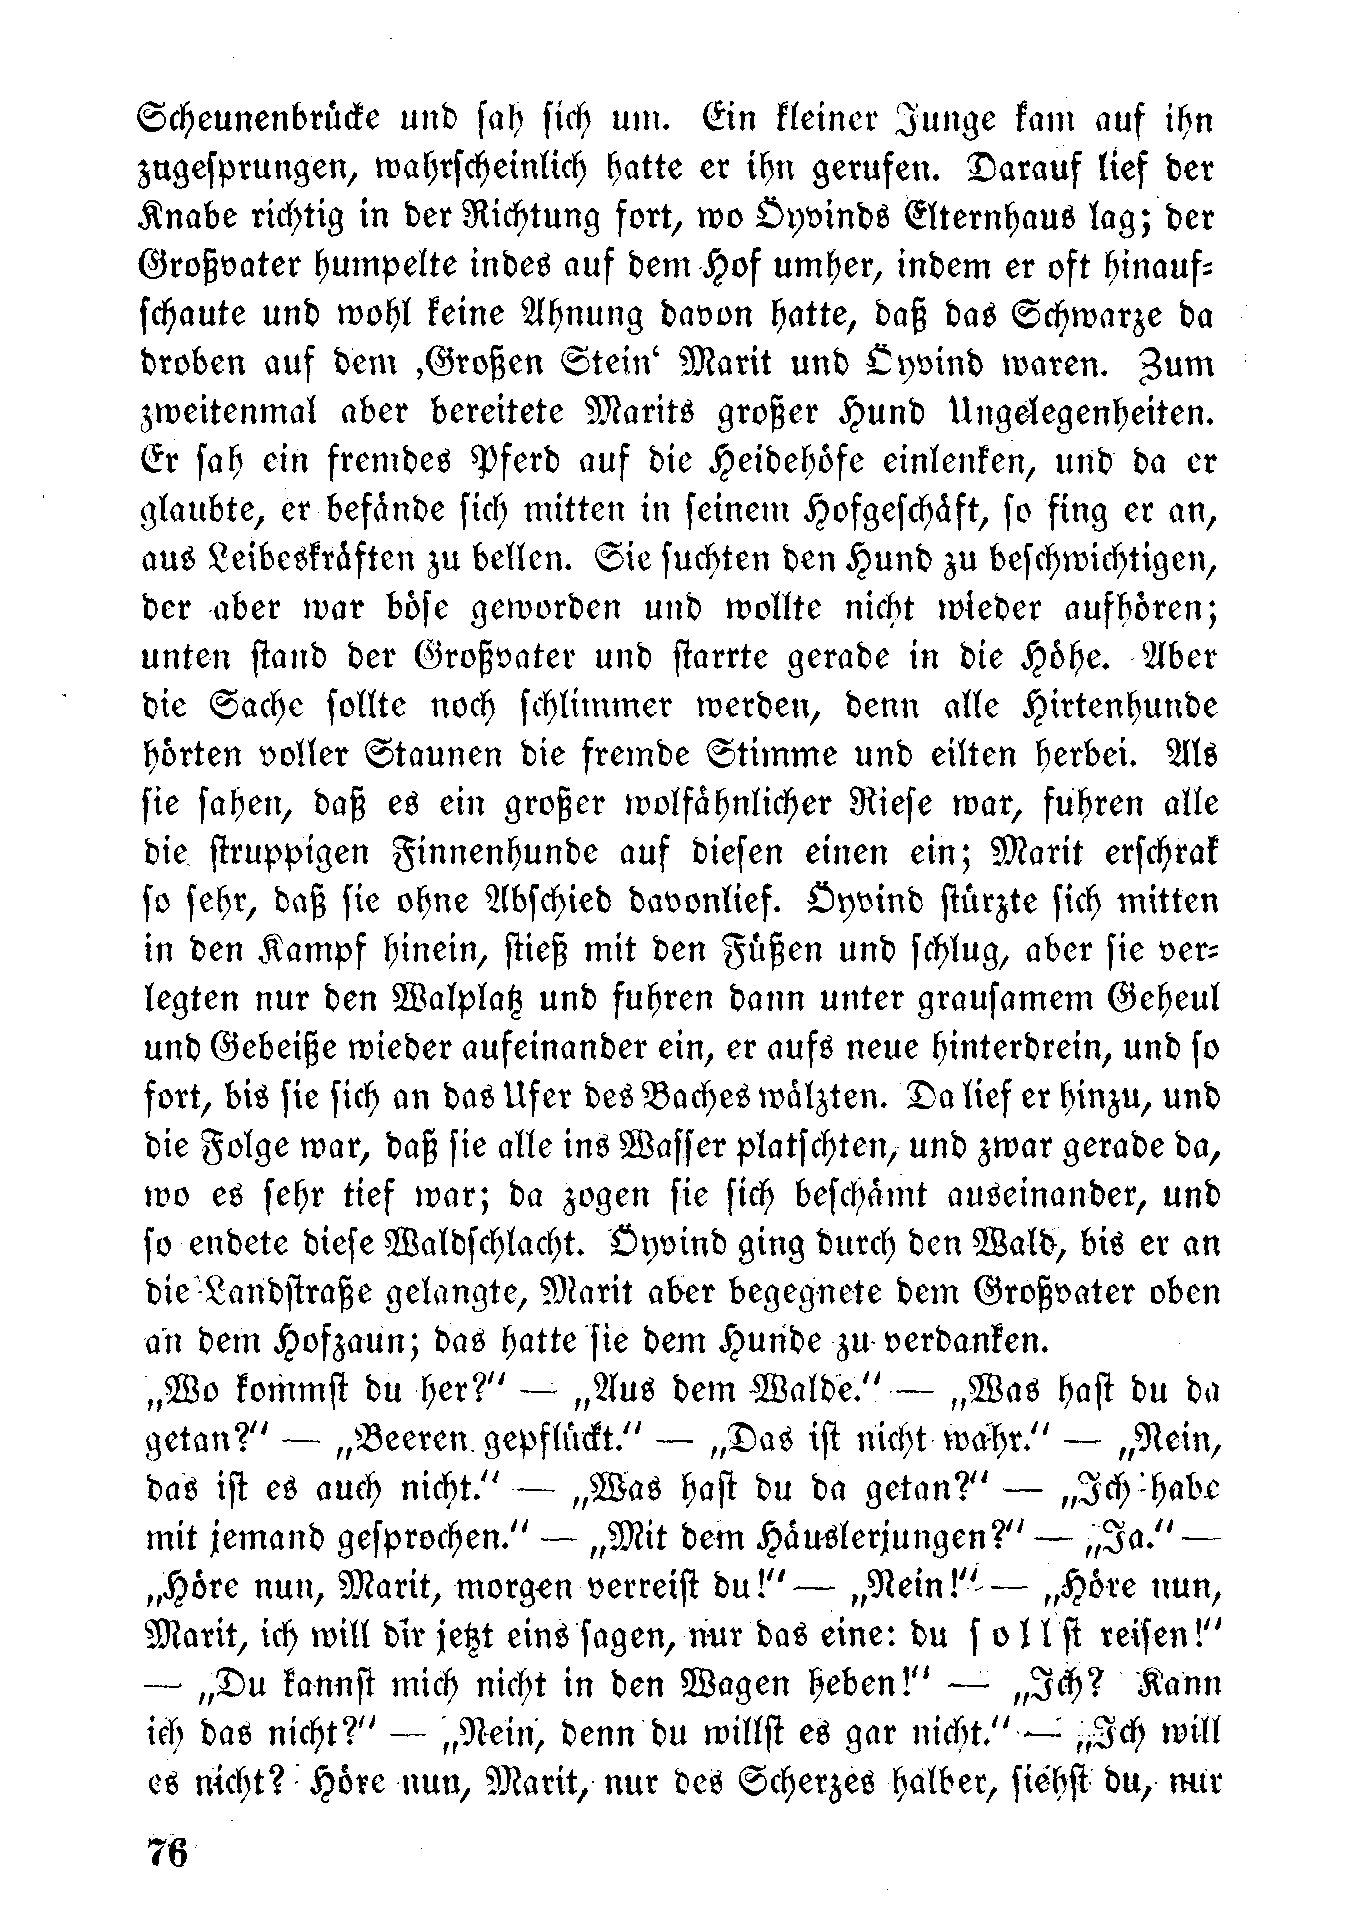 Scheunenbrücke und sah sich um. Ein kleiner Junge kam auf ihn
zugesprungen, wahrscheinlich hatte er ihn gerufen. Darauf lief der
Knabe richtig in der Richtung fort, wo Öyvinds Elternhaus lag; der
Großvater humpelte indes auf dem Hof umher, indem er oft hinauf-
schaute und wohl keine Ahnung davon hatte, daß das Schwarze da
droben auf dem ‚Großen Stein‘ Marit und Öyvind waren. Zum
zweitenmal aber bereitete Marits großer Hund Ungelegenheiten.
Er sah ein fremdes Pferd auf die Heidehöfe einlenken, und da er
glaubte, er befände sich mitten in seinem Hofgeschäft, so fing er an,
aus Leibeskräften zu bellen. Sie suchten den Hund zu beschwichtigen,
der aber war böse geworden und wollte nicht wieder aufhören;
unten stand der Großvater und starrte gerade in die Höhe. Aber
die Sache sollte noch schlimmer werden, denn alle Hirtenhunde
hörten voller Staunen die fremde Stimme und eilten herbei. Als
sie sahen, daß es ein großer wolfähnlicher Riese war, fuhren alle
die struppigen Finnenhunde auf diesen einen ein; Marit erschrak
so sehr, daß sie ohne Abschied davonlief. Öyvind stürzte sich mitten
in den Kampf hinein, stieß mit den Füßen und schlug, aber sie ver-
legten nur den Walplatz und fuhren dann unter grausamem Geheul
und Gebeiße wieder aufeinander ein, er aufs neue hinterdrein, und so
fort, bis sie sich an das Ufer des Baches wälzten. Da lief er hinzu, und
die Folge war, daß sie alle ins Wasser platschten, und zwar gerade da,
wo es sehr tief war; da zogen sie sich beschämt auseinander, und
so endete diese Waldschlacht. Öyvind ging durch den Wald, bis er an
die Landstraße gelangte, Marit aber begegnete dem Großvater oben
an dem Hofzaun; das hatte sie dem Hunde zu verdanken.
„Wo kommst du her?“ — „Aus dem Walde.“ — „Was hast du da
getan?“ — „Beeren gepflückt.“ — „Das ist nicht wahr.“ — „Nein,
das ist es auch nicht.“ — „Was hast du da getan?“ — „Ich habe
mit jemand gesprochen.“ — „Mit dem Häuslerjungen?“ — „Ja.“ —
„Höre nun, Marit, morgen verreist du!“ — „Nein!“ — „Höre nun,
Marit, ich will dir jetzt eins sagen, nur das eine: du s o l l st reisen!“
— „Du kannst mich nicht in den Wagen heben!“ — „Ich? Kann
ich das nicht?“ — „Nein, denn du willst es gar nicht.“ — „Ich will
es nicht? Höre nun, Marit, nur des Scherzes halber, siehst du, nur
76